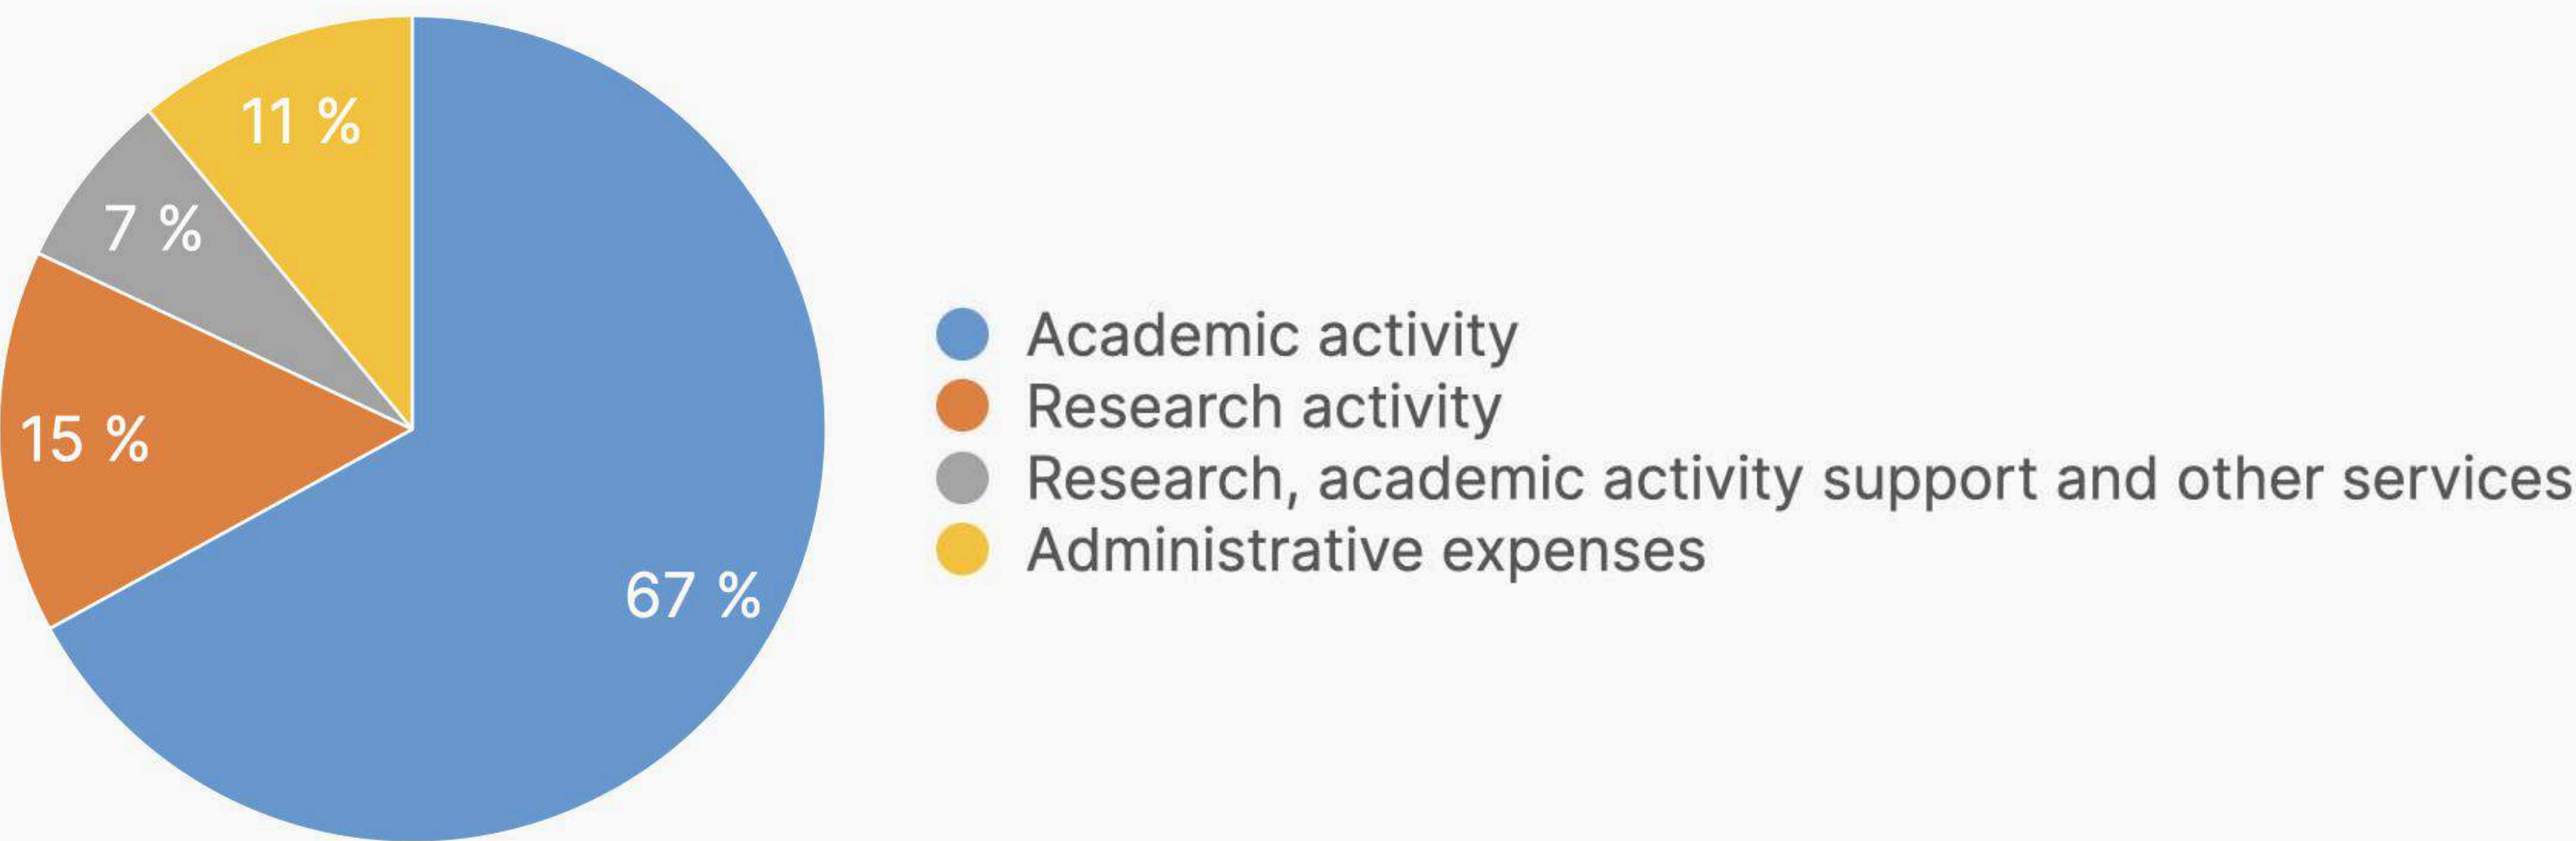 11 %
7 %
15 %
67 %
Academic activity
Research activity
Research, academic activity support and other services
Administrative expenses